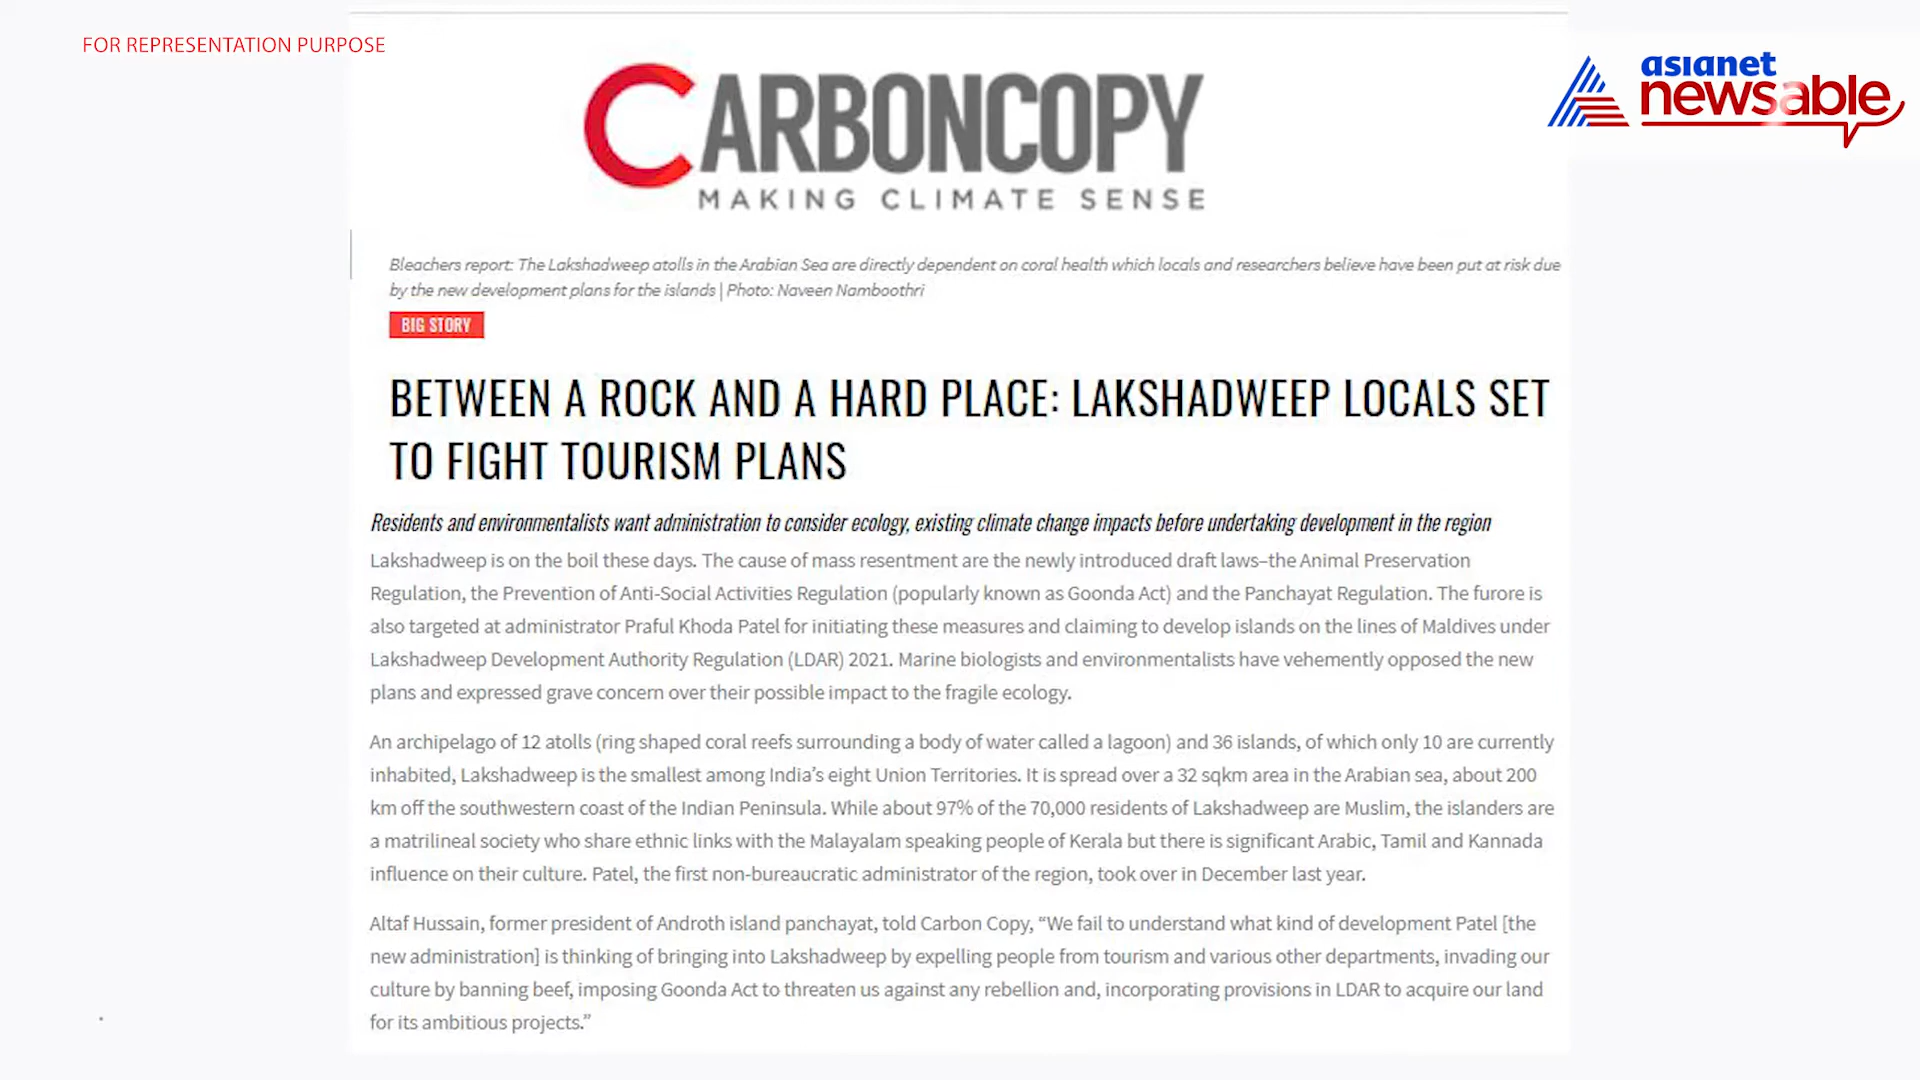 FOR REPRESENTATION PURPOSE
asianet
newsable
CARBONCOPY
MAKING CLIMATE SENSE
Bleachers report: The Lakshadweep atolls in the Arabian Sea are directly dependent on coral health which locals and researchers believe have been put at risk due
by the new development plans for the islands | Photo: Naveen Namboothri
BIG STORY
BETWEEN A ROCK AND A HARD PLACE: LAKSHADWEEP LOCALS SET
TO FIGHT TOURISM PLANS
Residents and environmentalists want administration to consider ecology, existing climate change impacts before undertaking development in the region
Lakshadweep is on the boil these days. The cause of mass resentment are the newly introduced draft laws–the Animal Preservation
Regulation, the Prevention of Anti-Social Activities Regulation (popularly known as Goonda Act) and the Panchayat Regulation. The furore is
also targeted at administrator Praful Khoda Patel for initiating these measures and claiming to develop islands on the lines of Maldives under
Lakshadweep Development Authority Regulation (LDAR) 2021. Marine biologists and environmentalists have vehemently opposed the new
plans and expressed grave concern over their possible impact to the fragile ecology.
An archipelago of 12 atolls (ring shaped coral reefs surrounding a body of water called a lagoon) and 36 islands, of which only 10 are currently
inhabited, Lakshadweep is the smallest among India's eight Union Territories. It is spread over a 32 sqkm area in the Arabian sea, about 200
km off the southwestern coast of the Indian Peninsula. While about 97% of the 70,000 residents of Lakshadweep are Muslim, the islanders are
a matrilineal society who share ethnic links with the Malayalam speaking people of Kerala but there is significant Arabic, Tamil and Kannada
influence on their culture. Patel, the first non-bureaucratic administrator of the region, took over in December last year.
Altaf Hussain, former president of Androth island panchayat, told Carbon Copy, “We fail to understand what kind of development Patel [the
new administration] is thinking of bringing into Lakshadweep by expelling people from tourism and various other departments, invading our
culture by banning beef, imposing Goonda Act to threaten us against any rebellion and, incorporating provisions in LDAR to acquire our land
for its ambitious projects.”